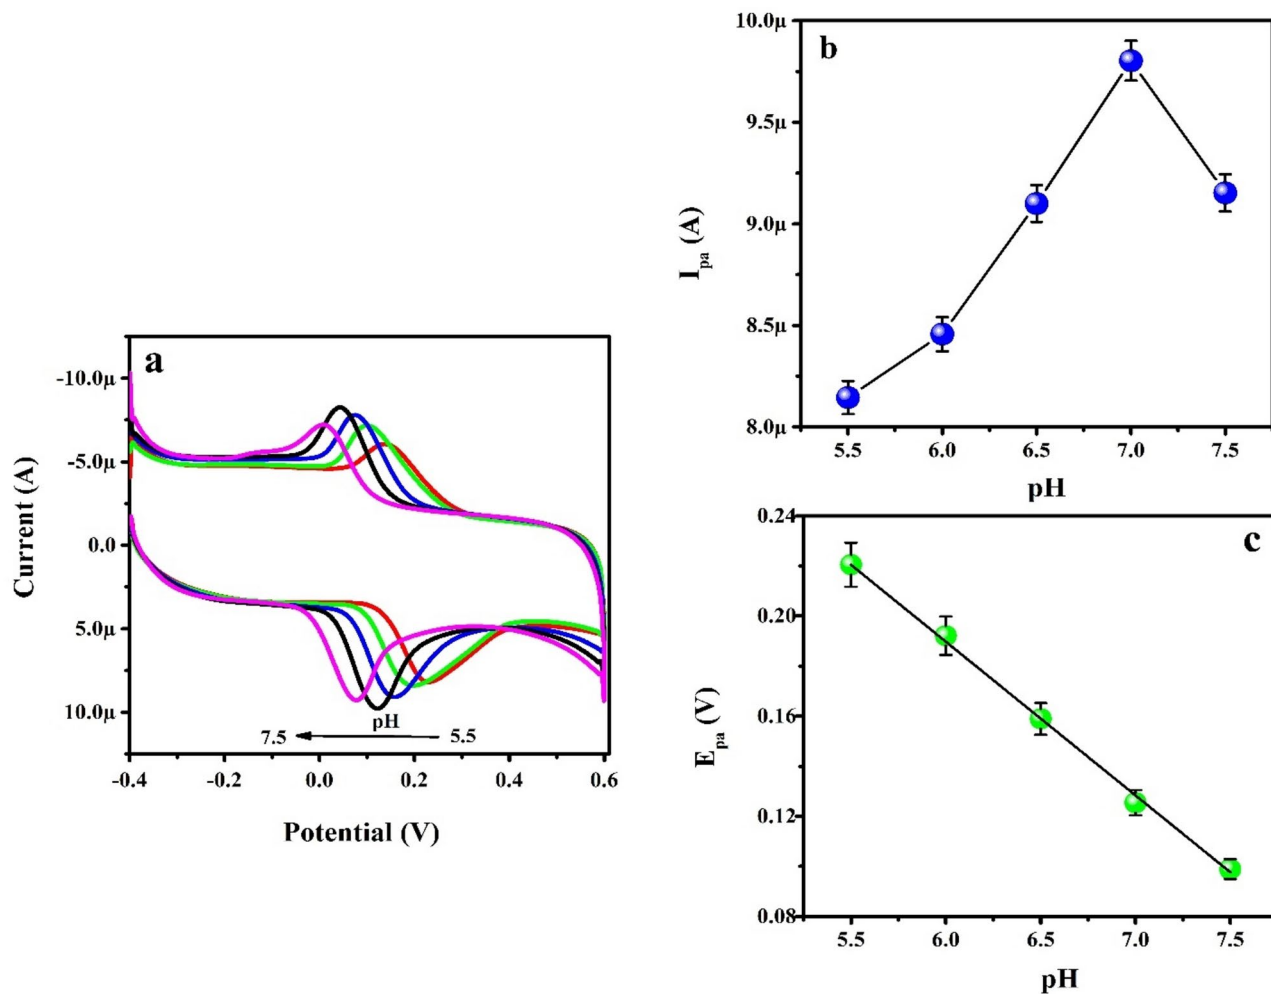 a
-10.0µ
-5.0µ
0.0
5.0µ
10.0µ
Current (A)
pH
7.5 5.5
-0.4 -0.2 0.0 0.2 0.4 0.6
Potential (V)
b
10.0µ
9.5µ
9.0µ
8.5µ
8.0µ
I_pa (A)
5.5 6.0 6.5 7.0 7.5
pH
c
0.24
0.20
0.16
0.12
0.08
E_pa (V)
5.5 6.0 6.5 7.0 7.5
pH